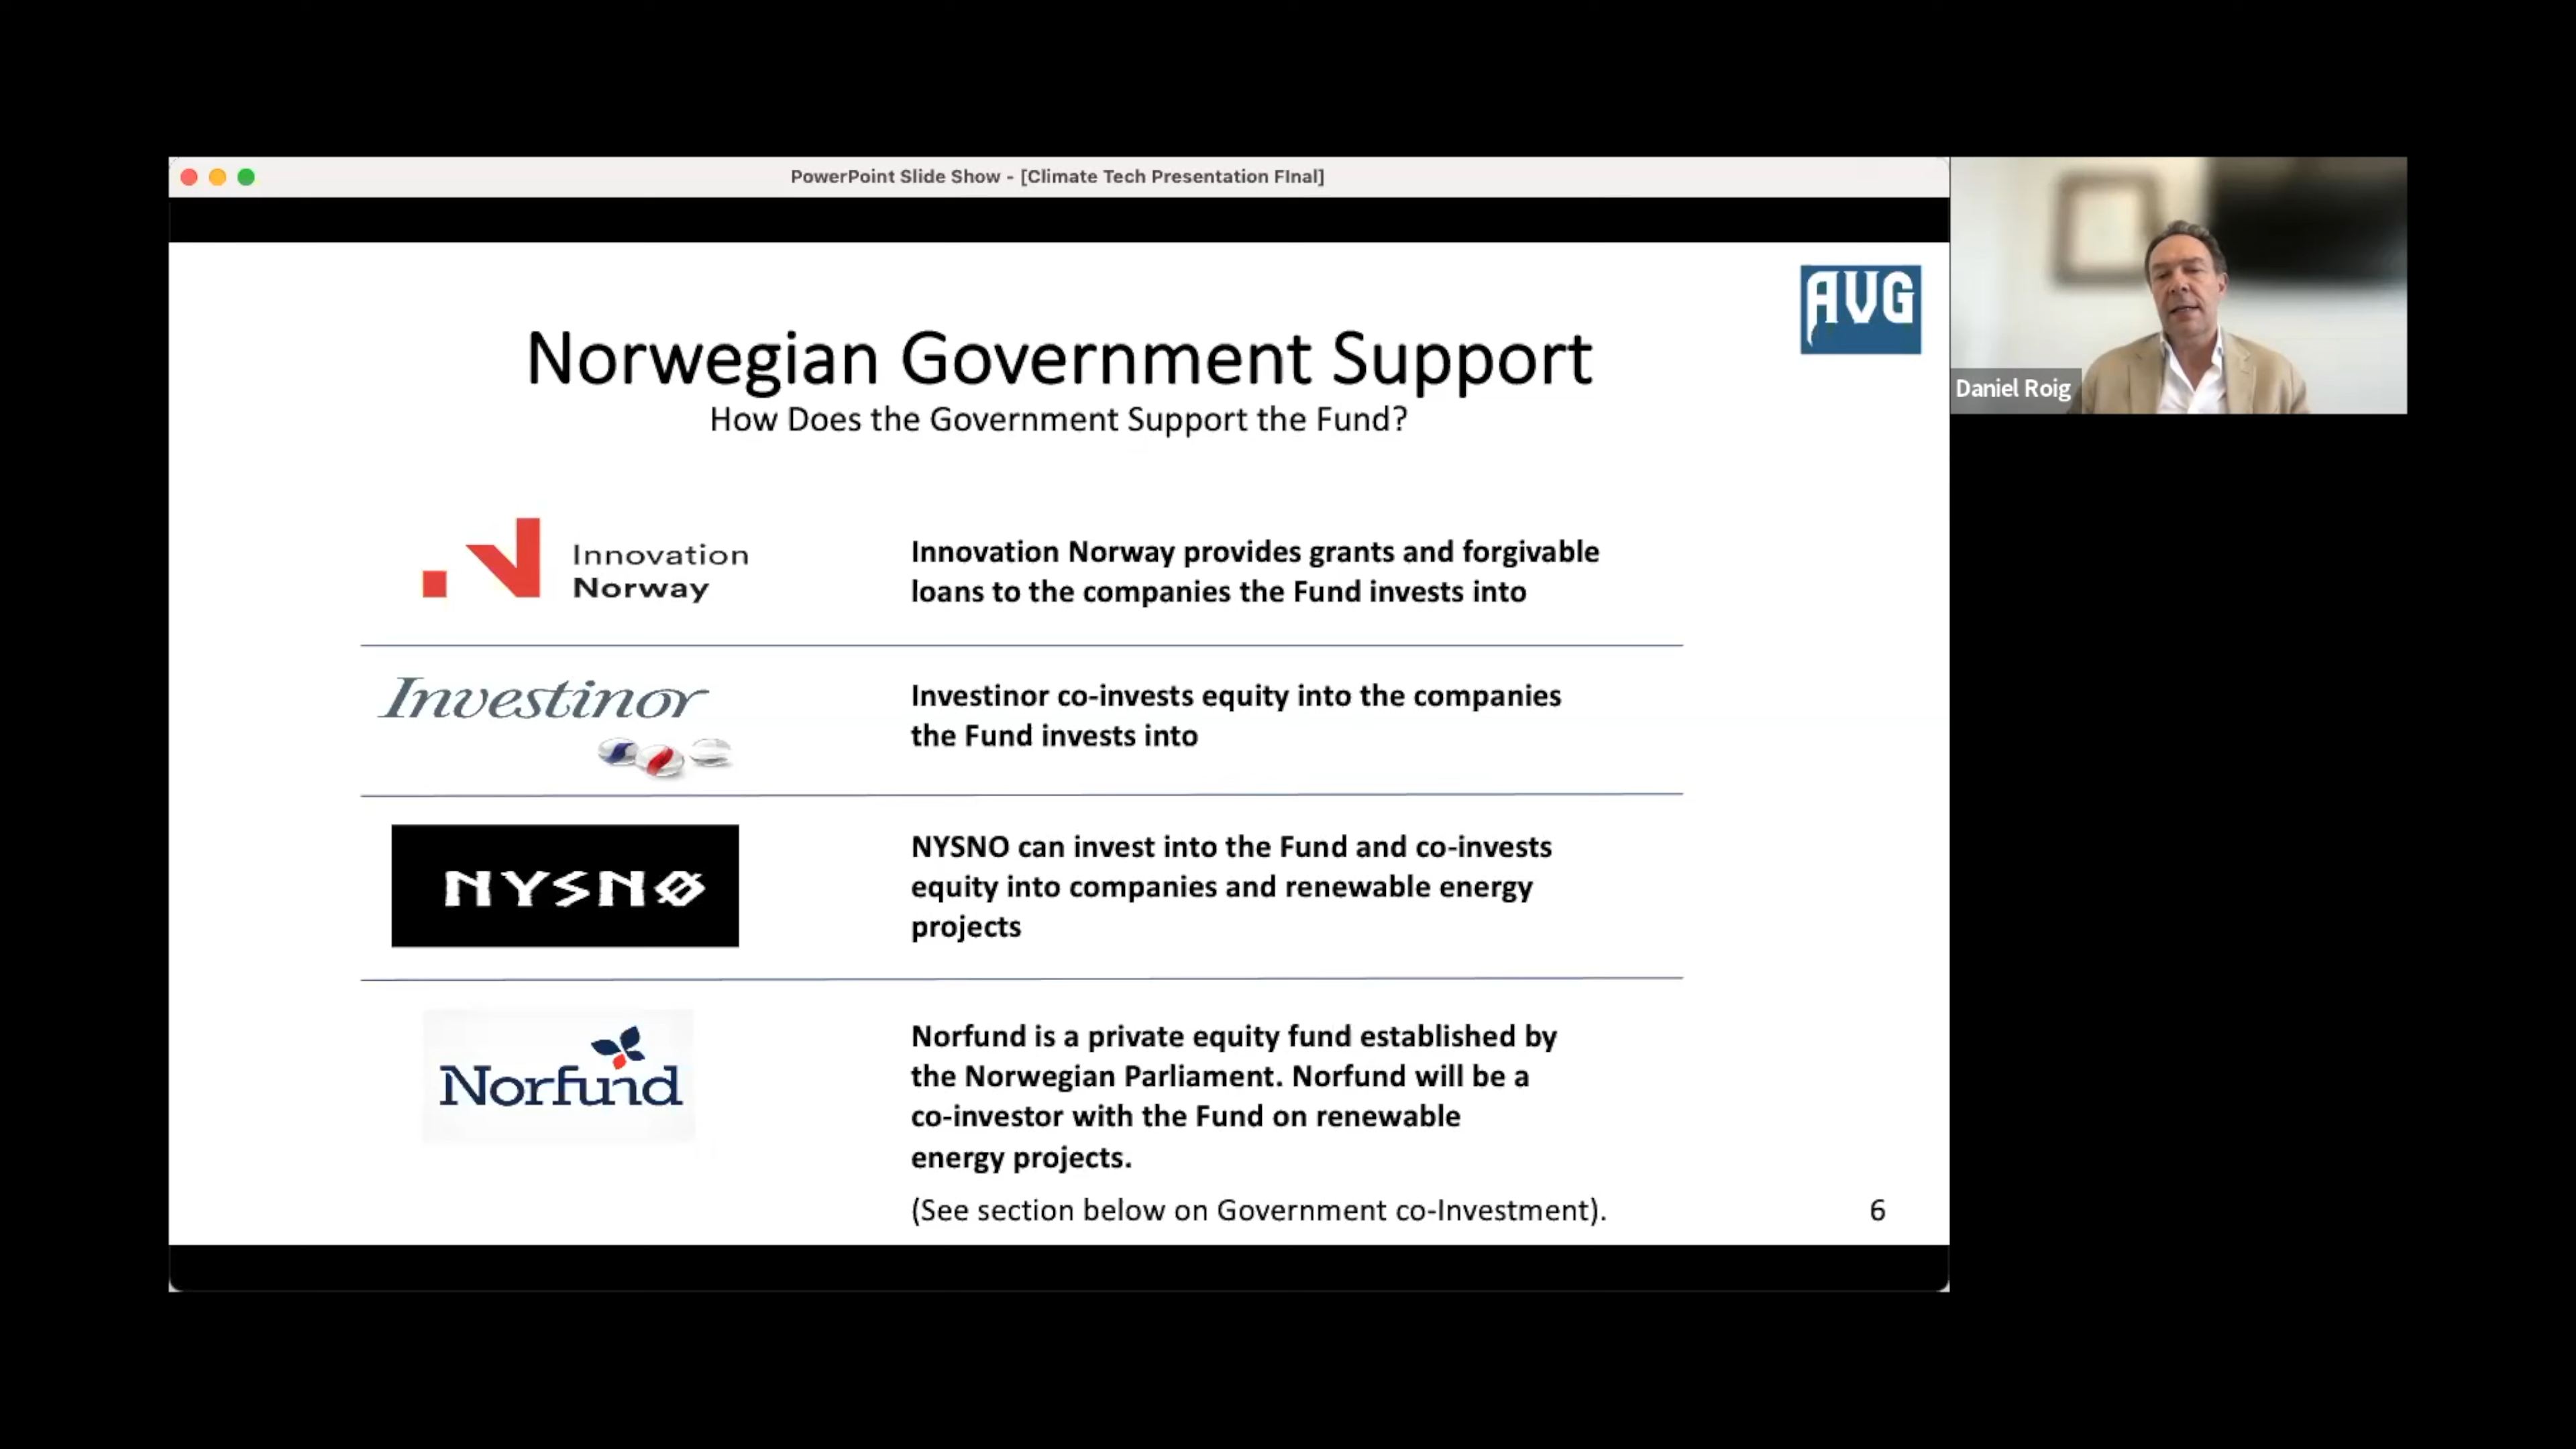 PowerPoint Slide Show - [Climate Tech Presentation FInal]
AVG
Norwegian Government Support
How Does the Government Support the Fund?
Daniel Roig
Innovation
Norway
Innovation Norway provides grants and forgivable
loans to the companies the Fund invests into
Investinor
Investinor co-invests equity into the companies
the Fund invests into
NYSNØ
NYSNO can invest into the Fund and co-invests
equity into companies and renewable energy
projects
Norfund
Norfund is a private equity fund established by
the Norwegian Parliament. Norfund will be a
co-investor with the Fund on renewable
energy projects.
(See section below on Government co-Investment).
6